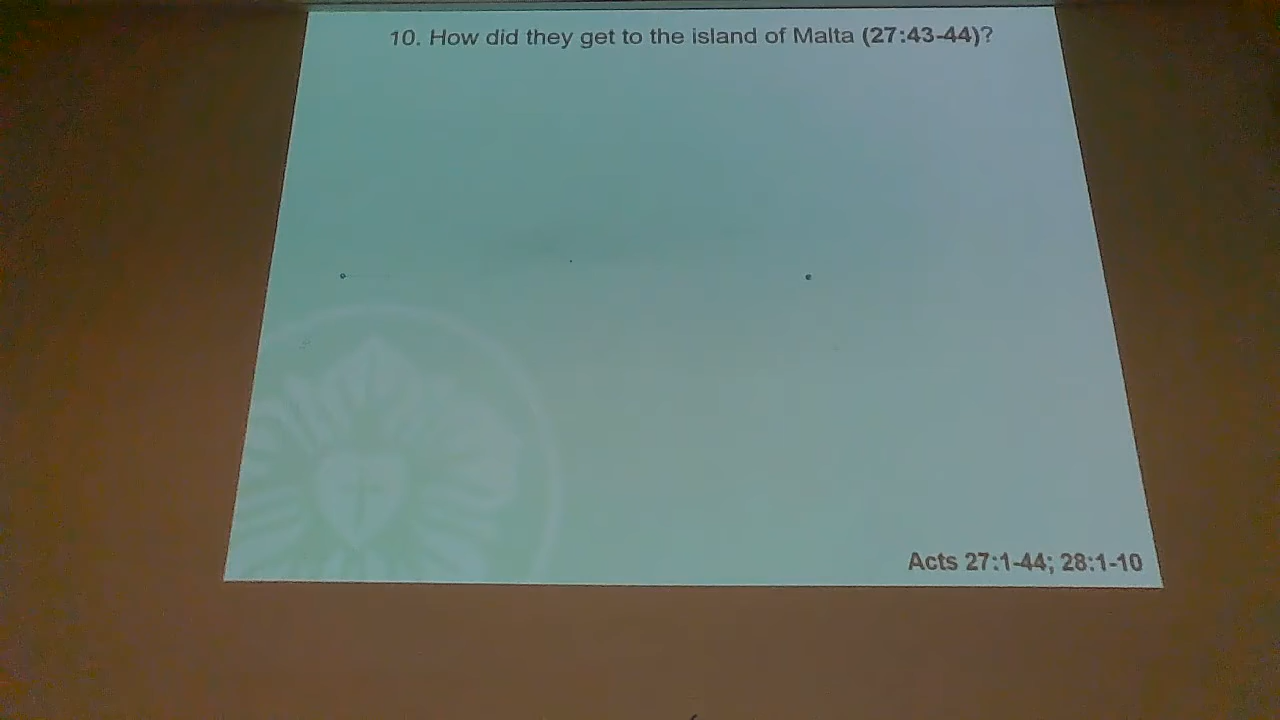 10. How did they get to the island of Malta (27:43-44)?
Acts 27:1-44; 28:1-10